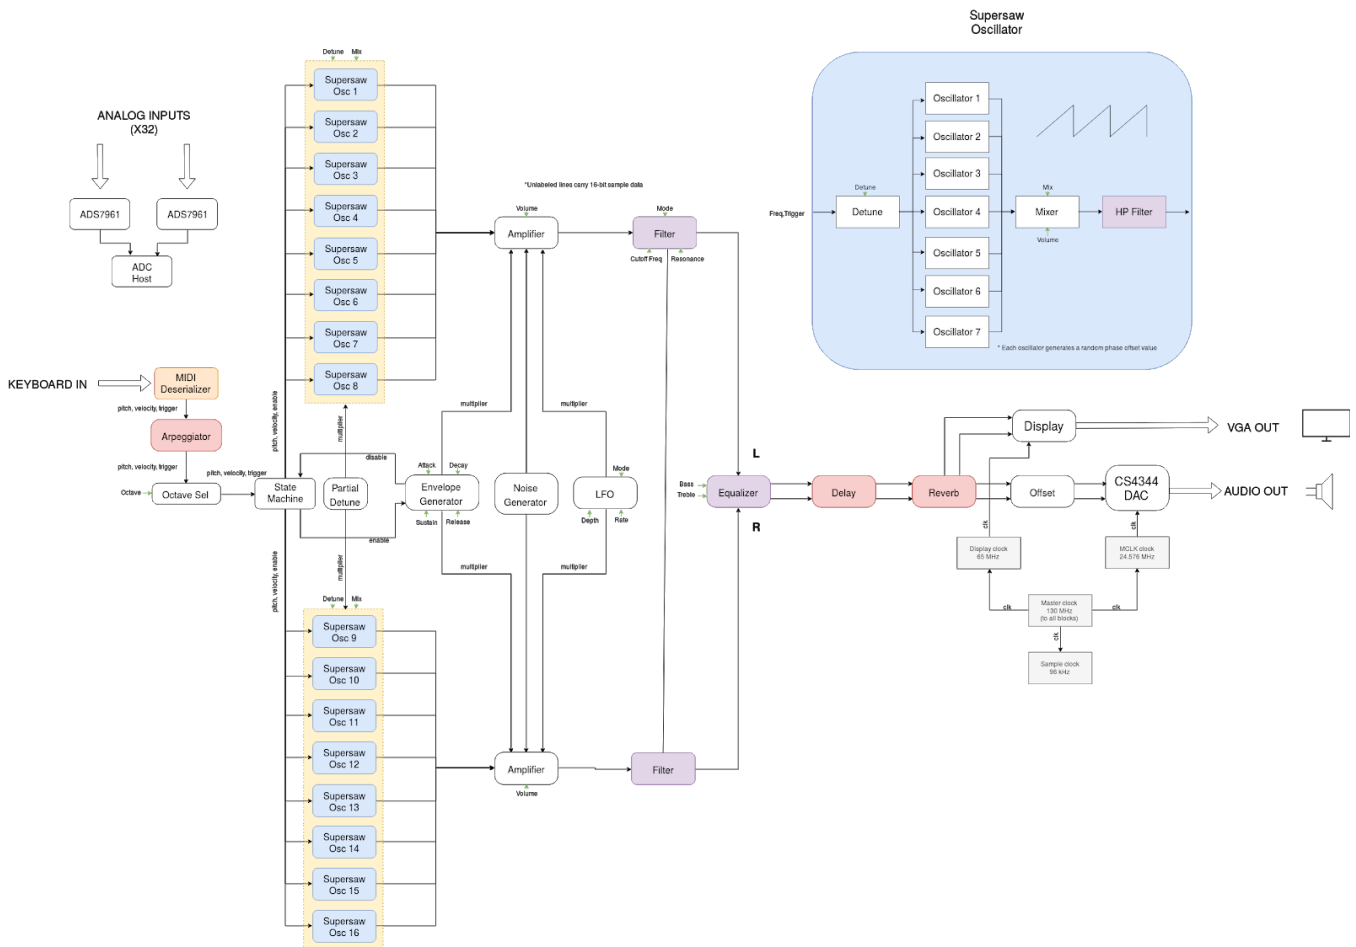 Supersaw
Oscillator
ANALOG INPUTS
(X32)
ADS7961
ADS7961
ADC
Host
KEYBOARD IN
MIDI
Deserializer
pitch, velocity, trigger
Arpeggiator
pitch, velocity, trigger
Octave
Octave Sel
pitch, velocity, trigger
State
Machine
pitch, velocity, enable
pitch, velocity, enable
Detune
Mix
Supersaw
Osc 1
Supersaw
Osc 2
Supersaw
Osc 3
Supersaw
Osc 4
Supersaw
Osc 5
Supersaw
Osc 6
Supersaw
Osc 7
Supersaw
Osc 8
multiplier
Partial
Detune
multiplier
disable
enable
Detune
Mix
Supersaw
Osc 9
Supersaw
Osc 10
Supersaw
Osc 11
Supersaw
Osc 12
Supersaw
Osc 13
Supersaw
Osc 14
Supersaw
Osc 15
Supersaw
Osc 16
Attack
Decay
Envelope
Generator
Sustain
Release
multiplier
multiplier
Noise
Generator
multiplier
multiplier
Mode
LFO
Depth
Rate
*Unlabeled lines carry 16-bit sample data
Volume
Amplifier
Mode
Filter
Cutoff Freq
Resonance
Amplifier
Volume
Filter
L
R
Bass
Treble
Equalizer
Delay
Reverb
Offset
Display
VGA OUT
CS4344
DAC
AUDIO OUT
clk
clk
Display clock
65 MHz
MCLK clock
24.576 MHz
clk
clk
Master clock
130 MHz
(to all blocks)
clk
Sample clock
96 kHz
Freq,Trigger
Detune
Detune
Oscillator 1
Oscillator 2
Oscillator 3
Oscillator 4
Oscillator 5
Oscillator 6
Oscillator 7
Mix
Mixer
Volume
HP Filter
* Each oscillator generates a random phase offset value